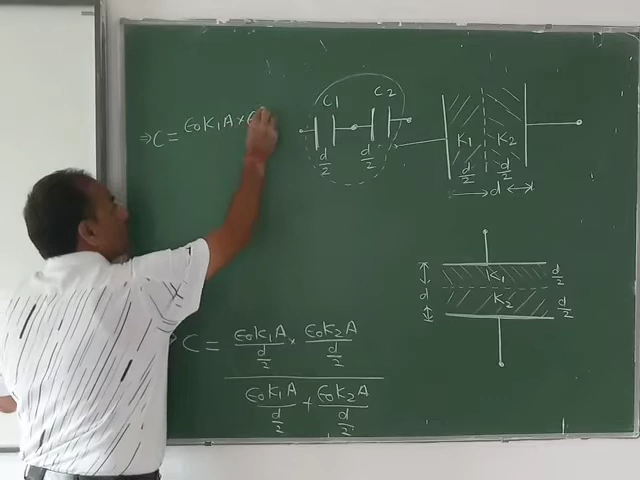 ⇒ C = ϵ0K1A × ϵ
C1
C2
d/2
d/2
K1
K2
d/2
d/2
d
K1
d/2
d
K2
d/2
C = ϵ0K1A / d/2 × ϵ0K2A / d/2
ϵ0K1A / d/2 + ϵ0K2A / d/2